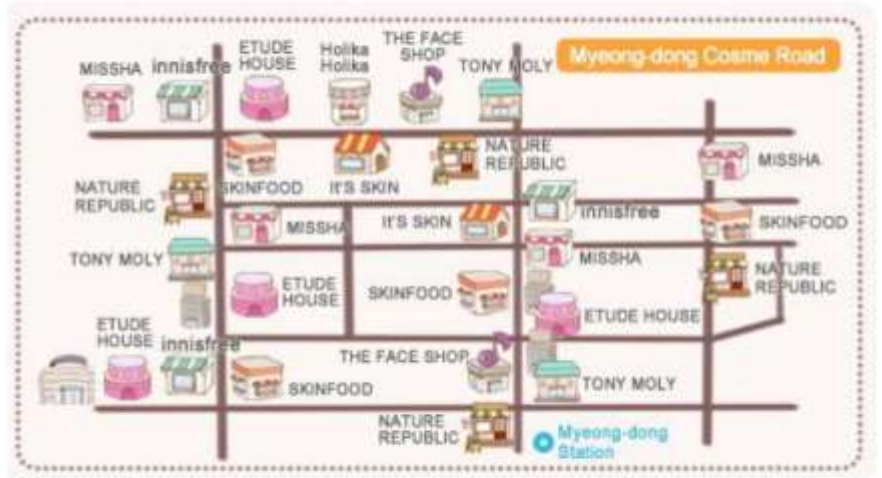 Myeong-dong Cosme Road
MISSHA
innisfree
ETUDE
HOUSE
Holika
Holika
THE FACE
SHOP
TONY MOLY
SKINFOOD
It'S SKIN
NATURE
REPUBLIC
MISSHA
NATURE
REPUBLIC
MISSHA
It'S SKIN
innisfree
SKINFOOD
TONY MOLY
MISSHA
NATURE
REPUBLIC
ETUDE
HOUSE
SKINFOOD
ETUDE HOUSE
ETUDE
HOUSE
innisfree
SKINFOOD
THE FACE SHOP
TONY MOLY
NATURE
REPUBLIC
Myeong-dong
Station